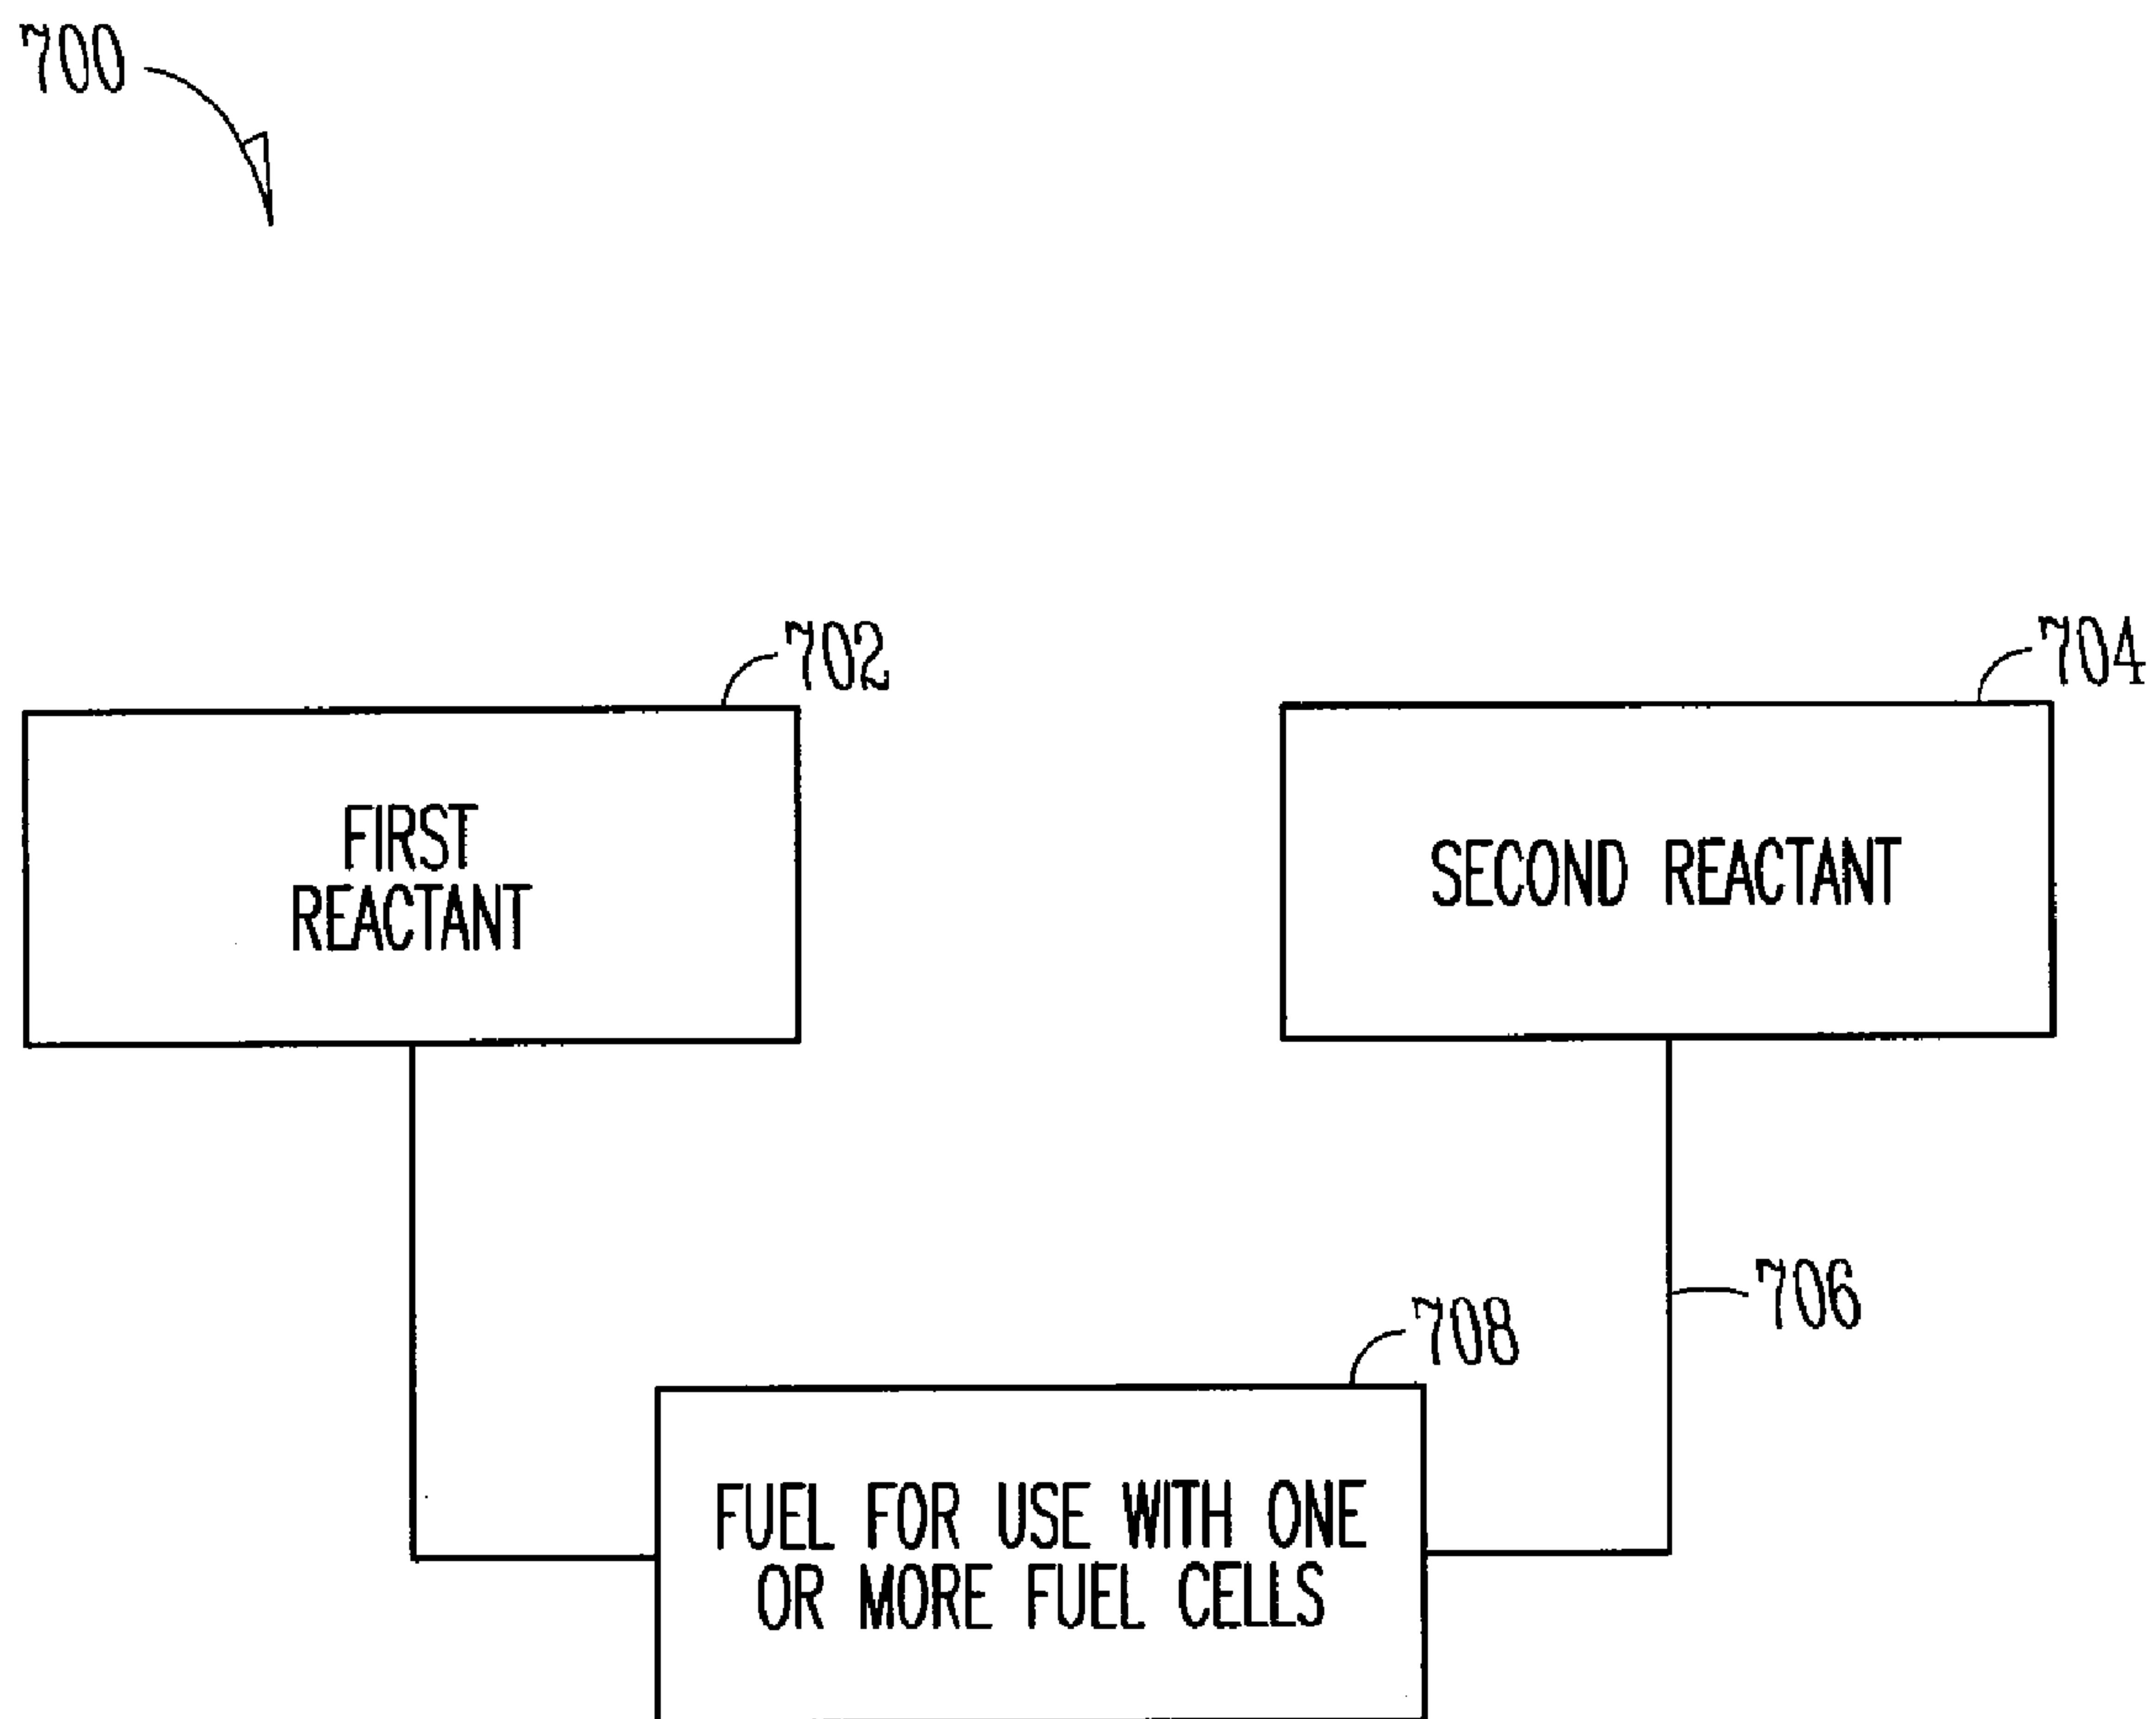 700
702
704
FIRST
REACTANT
SECOND REACTANT
706
708
FUEL FOR USE WITH ONE
OR MORE FUEL CELLS